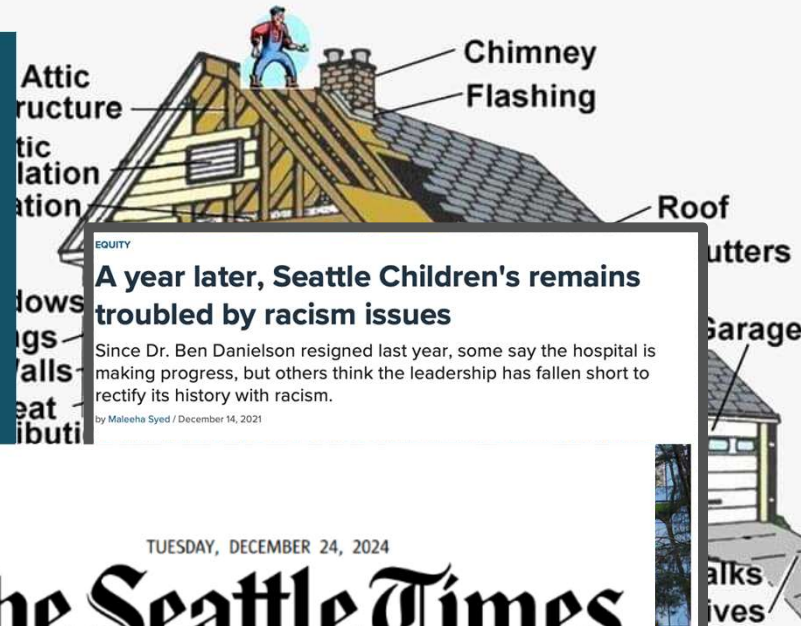 Chimney
Attic
Flashing
ructure
tic
lation
ation
Roof
utters
EQUITY
A year later, Seattle Children's remains
troubled by racism issues
Since Dr. Ben Danielson resigned last year, some say the hospital is
making progress, but others think the leadership has fallen short to
rectify its history with racism.
by Maleeha Syed / December 14, 2021
dows
ngs
Valls
eat
ibuti
Garage
TUESDAY, DECEMBER 24, 2024
he Seattle Times
alks
ives